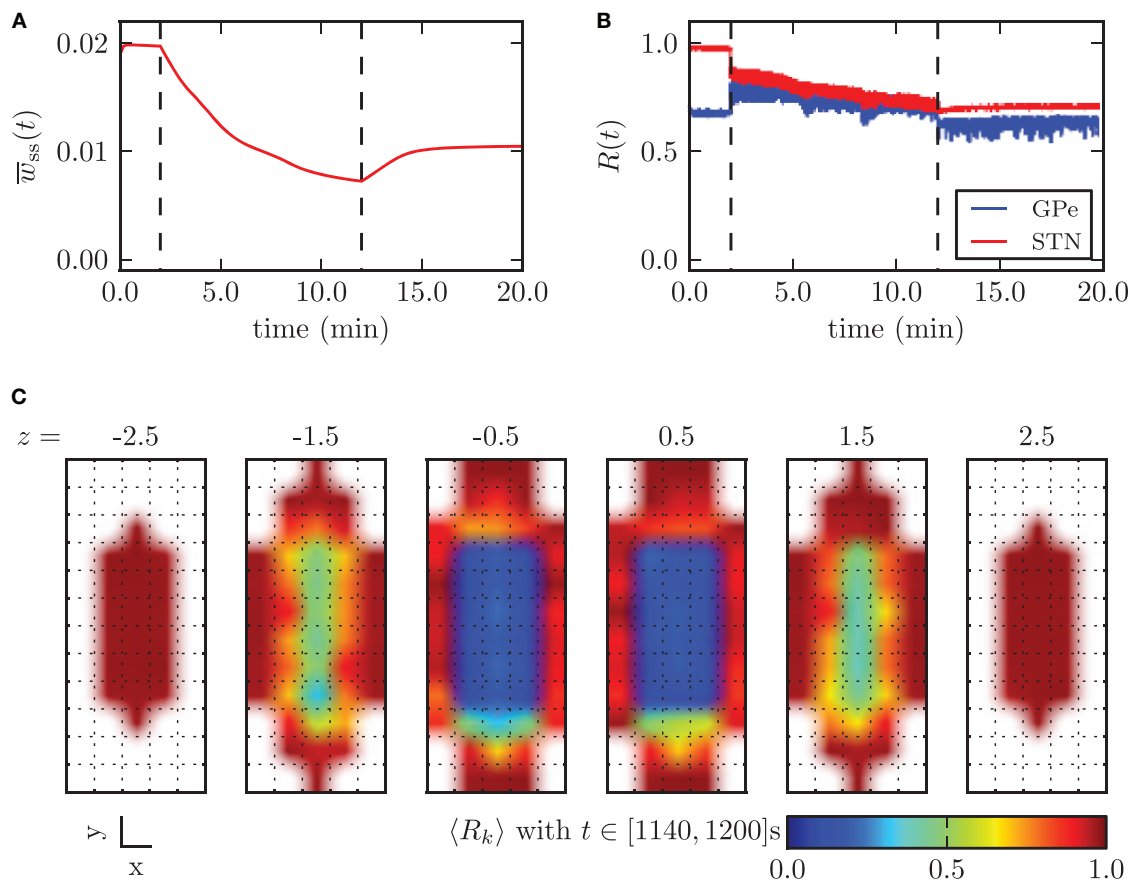 A
0.02
0.01
0.00
w̅ss(t)
0.0 5.0 10.0 15.0 20.0
time (min)
B
1.0
0.5
0.0
R(t)
GPe
STN
0.0 5.0 10.0 15.0 20.0
time (min)
C
z = -2.5 -1.5 -0.5 0.5 1.5 2.5
y
x
⟨Rk⟩ with t ∈ [1140, 1200]s
0.0 0.5 1.0